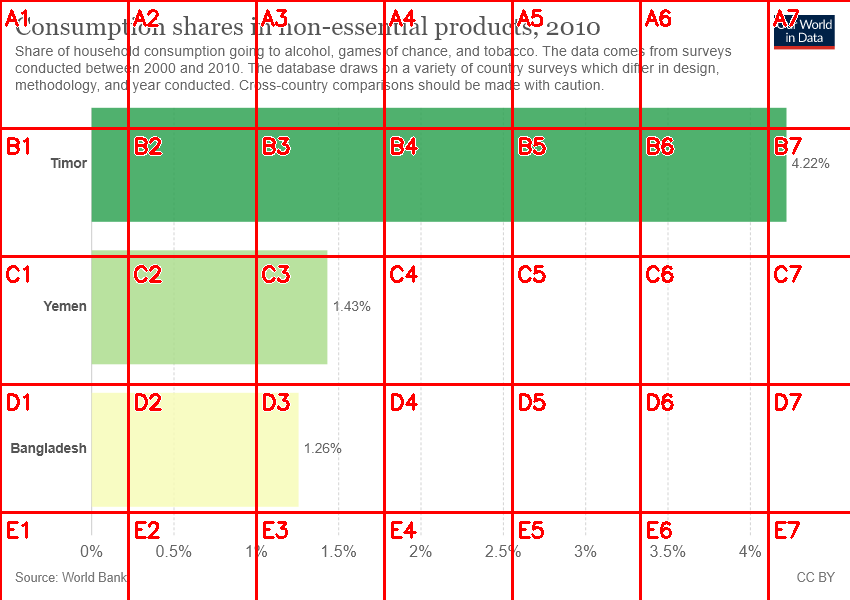 Consumption shares in non-essential products, 2010
Our World
in Data
Share of household consumption going to alcohol, games of chance, and tobacco. The data comes from surveys
conducted between 2000 and 2010. The database draws on a variety of country surveys which differ in design,
methodology, and year conducted. Cross-country comparisons should be made with caution.
A1 A2 A3 A4 A5 A6 A7
B1 B2 B3 B4 B5 B6 B7
Timor 4.22%
C1 C2 C3 C4 C5 C6 C7
Yemen 1.43%
D1 D2 D3 D4 D5 D6 D7
Bangladesh 1.26%
E1 E2 E3 E4 E5 E6 E7
0% 0.5% 1% 1.5% 2% 2.5% 3% 3.5% 4%
Source: World Bank CC BY